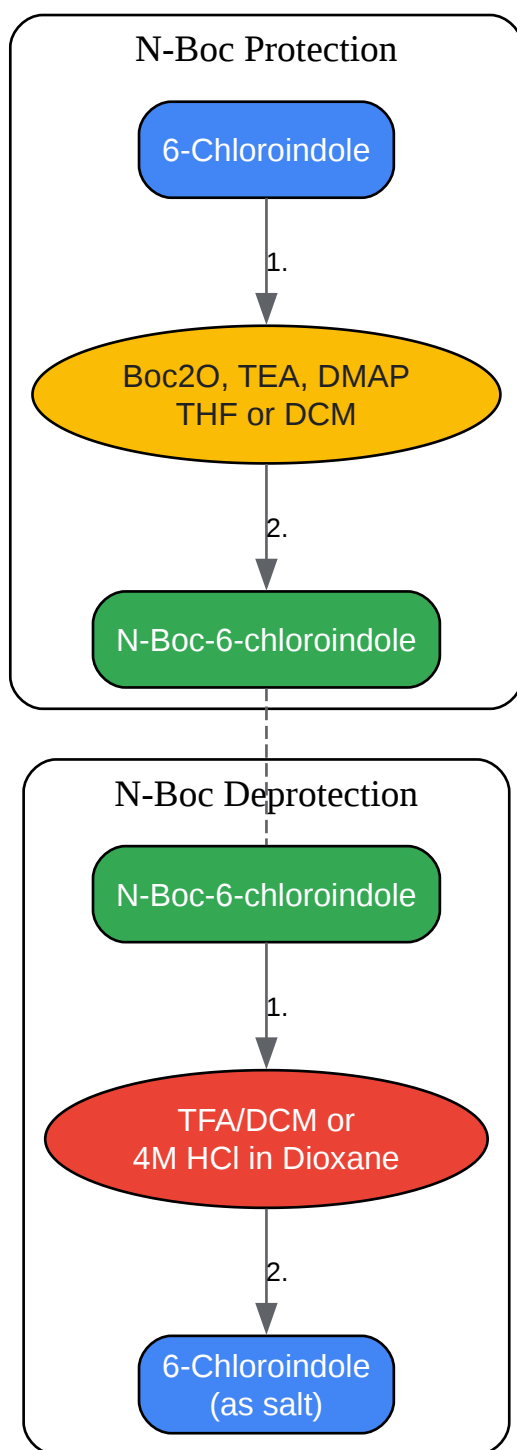 N-Boc Protection
6-Chloroindole
1.
Boc2O, TEA, DMAP
THF or DCM
2.
N-Boc-6-chloroindole
N-Boc Deprotection
N-Boc-6-chloroindole
1.
TFA/DCM or
4M HCl in Dioxane
2.
6-Chloroindole
(as salt)